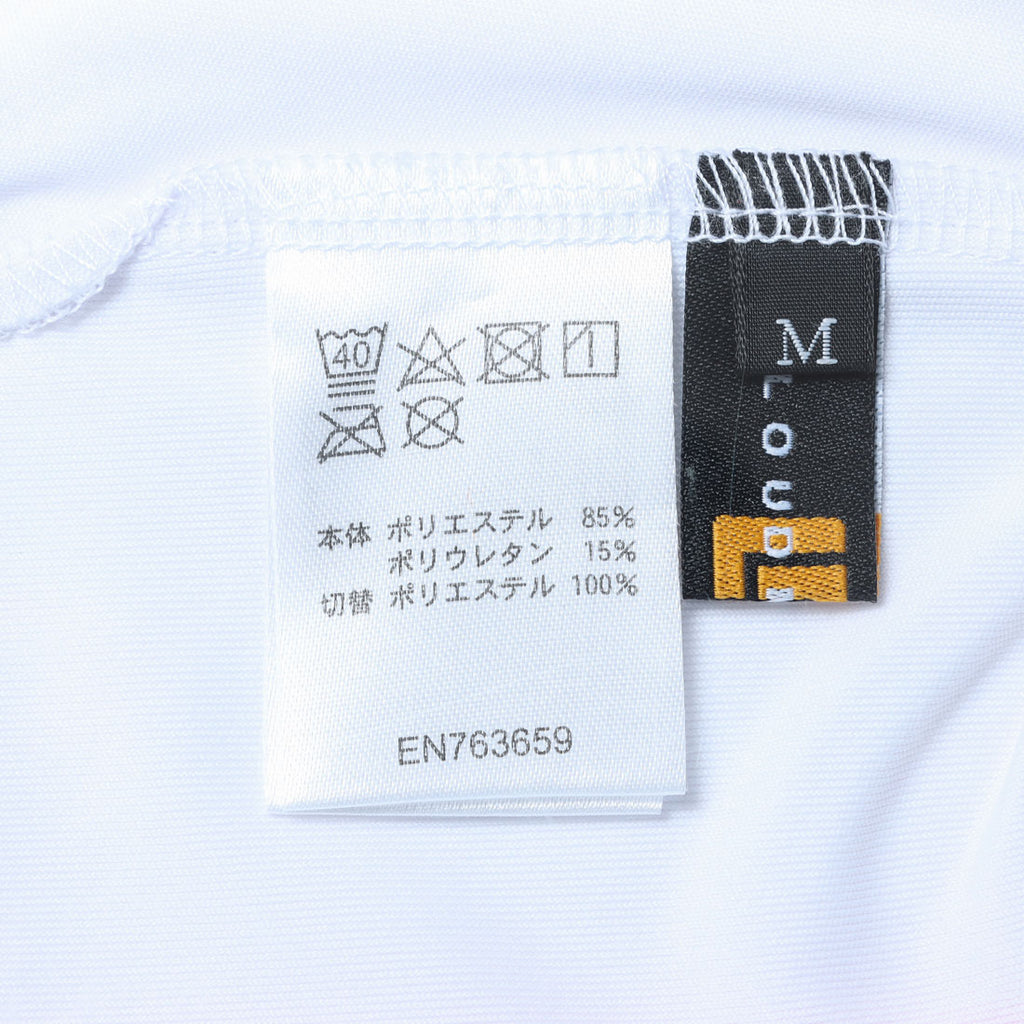 40
本体 ポリエステル 85%
ポリウレタン 15%
切替 ポリエステル 100%
EN763659
M